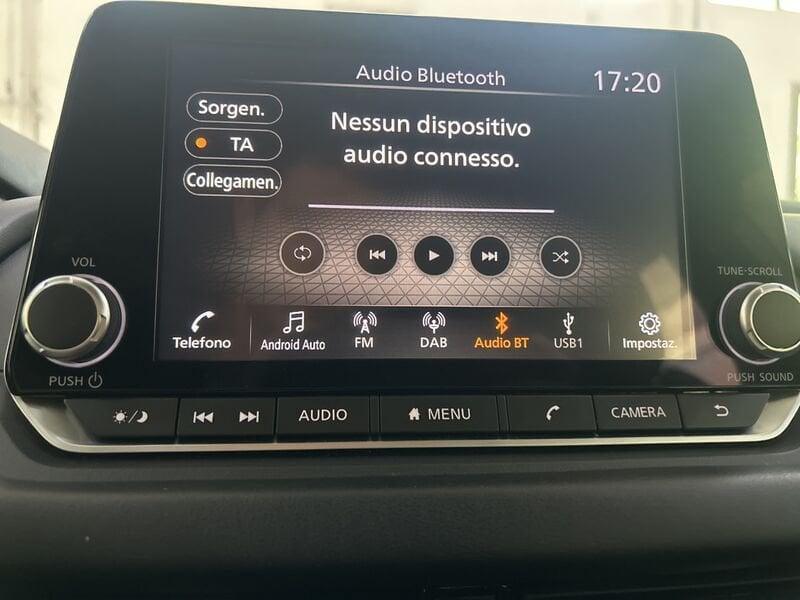 Audio Bluetooth
17:20
Sorgen.
TA
Collegamen.
Nessun dispositivo
audio connesso.
VOL
TUNE·SCROLL
Telefono
Android Auto
FM
DAB
Audio BT
USB1
Impostaz.
PUSH
PUSH SOUND
AUDIO
MENU
CAMERA